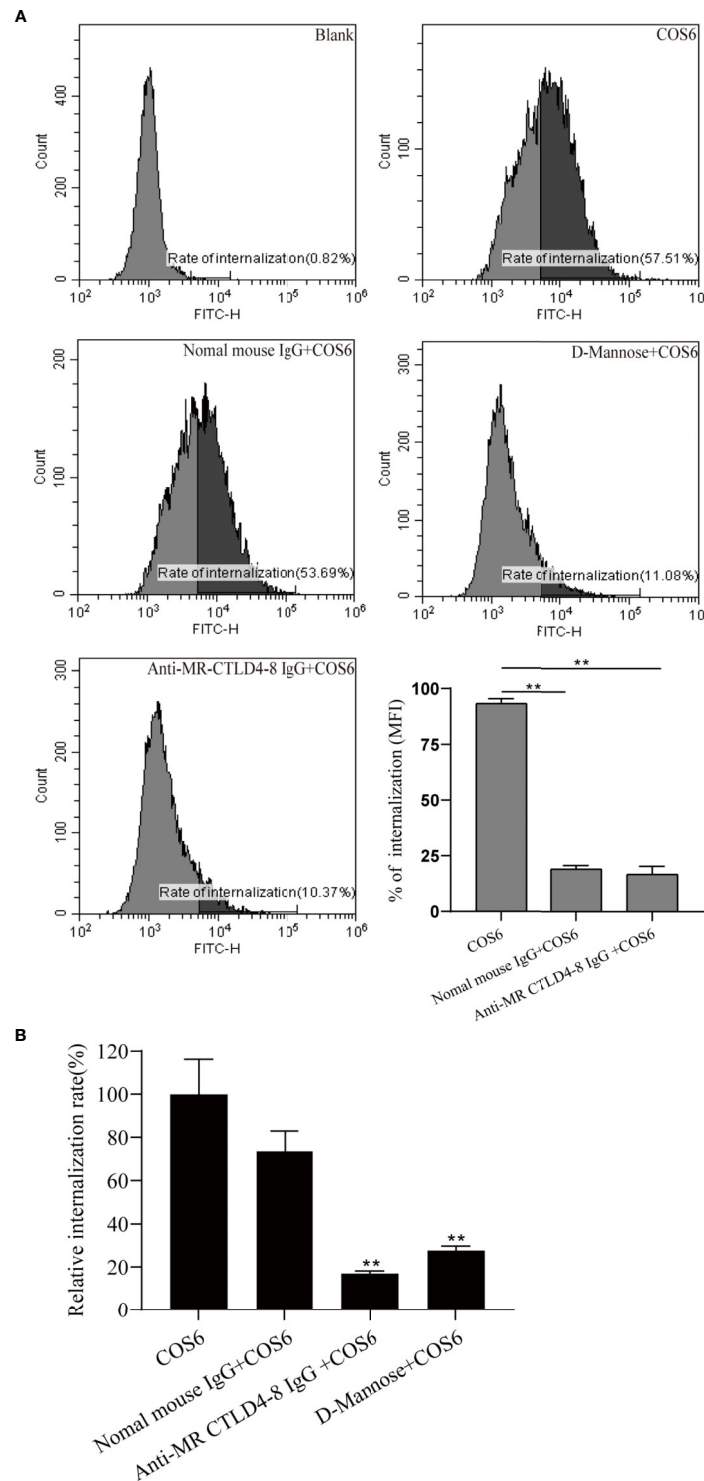 A
Blank
Count
400
200
0
Rate of internalization(0.82%)
10² 10³ 10⁴ 10⁵ 10⁶
FITC-H
COS6
Count
100
0
Rate of internalization(57.51%)
10² 10³ 10⁴ 10⁵ 10⁶
FITC-H
Nomal mouse IgG+COS6
Count
200
100
0
Rate of internalization(53.69%)
10² 10³ 10⁴ 10⁵ 10⁶
FITC-H
D-Mannose+COS6
Count
300
200
100
0
Rate of internalization(11.08%)
10² 10³ 10⁴ 10⁵ 10⁶
FITC-H
Anti-MR-CTLD4-8 IgG+COS6
Count
300
200
100
0
Rate of internalization(10.37%)
10² 10³ 10⁴ 10⁵ 10⁶
FITC-H
% of internalization (MFI)
100
75
50
25
0
**
**
COS6
Nomal mouse IgG+COS6
Anti-MR CTLD4-8 IgG +COS6
B
Relative internalization rate(%)
120
100
80
60
40
20
0
**
**
COS6
Nomal mouse IgG+COS6
Anti-MR CTLD4-8 IgG +COS6
D-Mannose+COS6